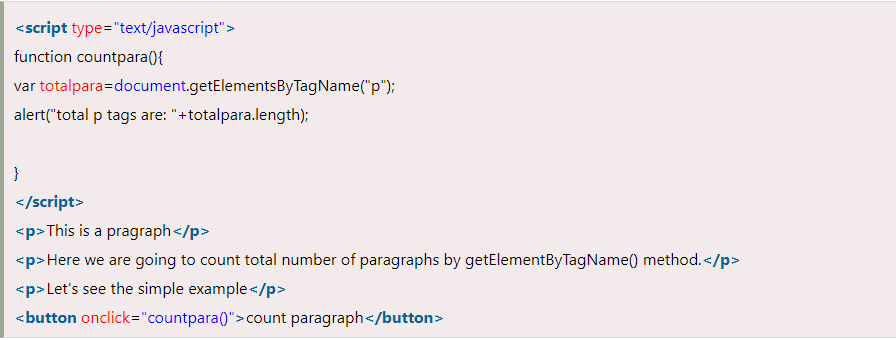 <script type="text/javascript">
function countpara(){
var totalpara=document.getElementsByTagName("p");
alert("total p tags are: "+totalpara.length);
}
</script>
<p>This is a pragraph</p>
<p>Here we are going to count total number of paragraphs by getElementByTagName() method.</p>
<p>Let's see the simple example</p>
<button onclick="countpara()">count paragraph</button>